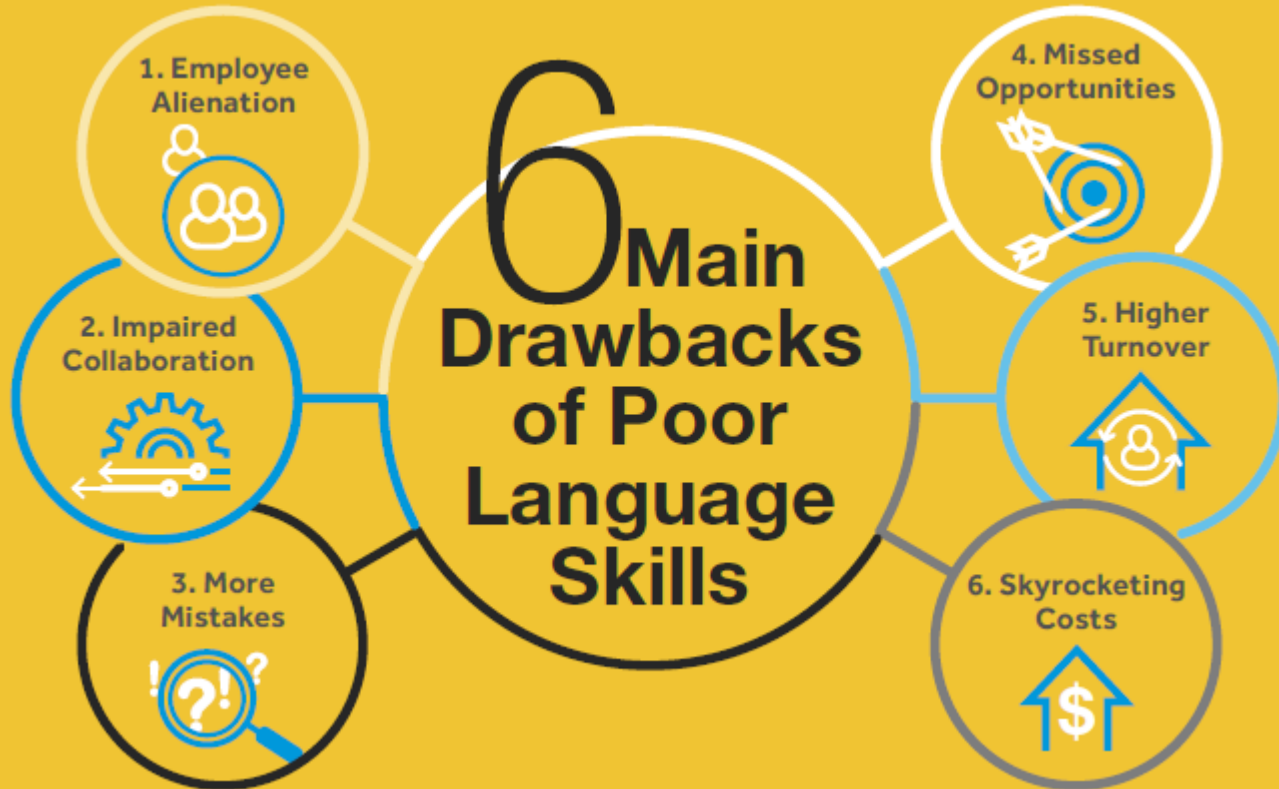 6 Main
Drawbacks
of Poor
Language
Skills
1. Employee
Alienation
2. Impaired
Collaboration
3. More
Mistakes
! ? ! ?
4. Missed
Opportunities
5. Higher
Turnover
6. Skyrocketing
Costs
$